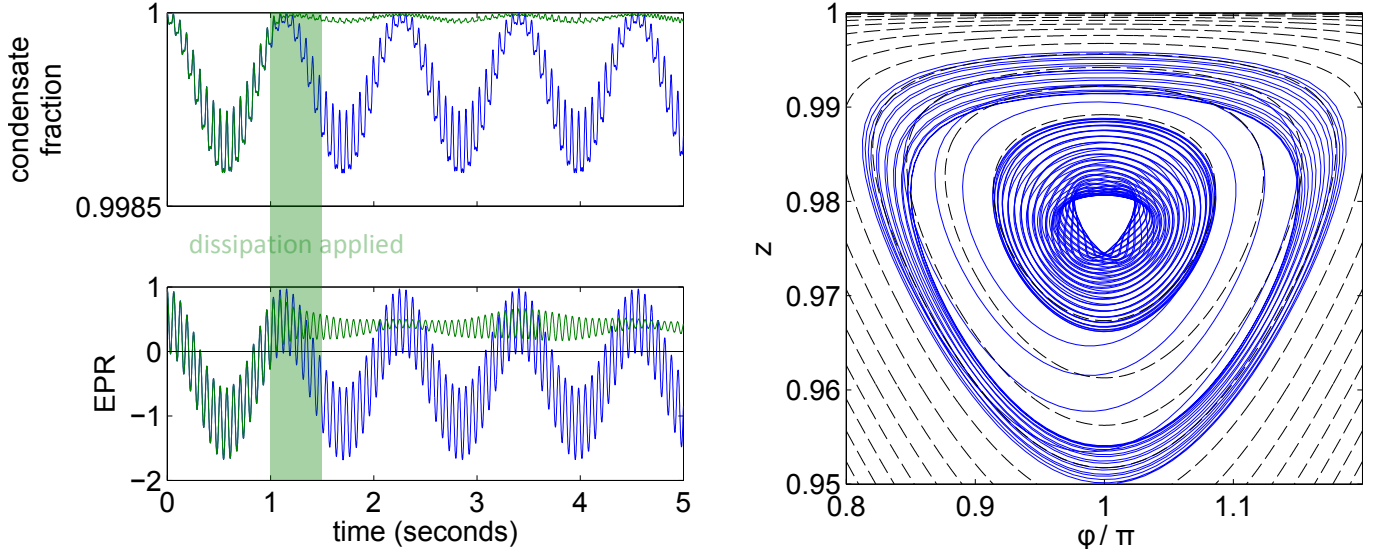 1
condensate
fraction
0.9985
dissipation applied
1
0
−1
−2
EPR
0 1 2 3 4 5
time (seconds)
1
0.99
0.98
0.97
0.96
0.95
z
0.8 0.9 1 1.1
φ/π